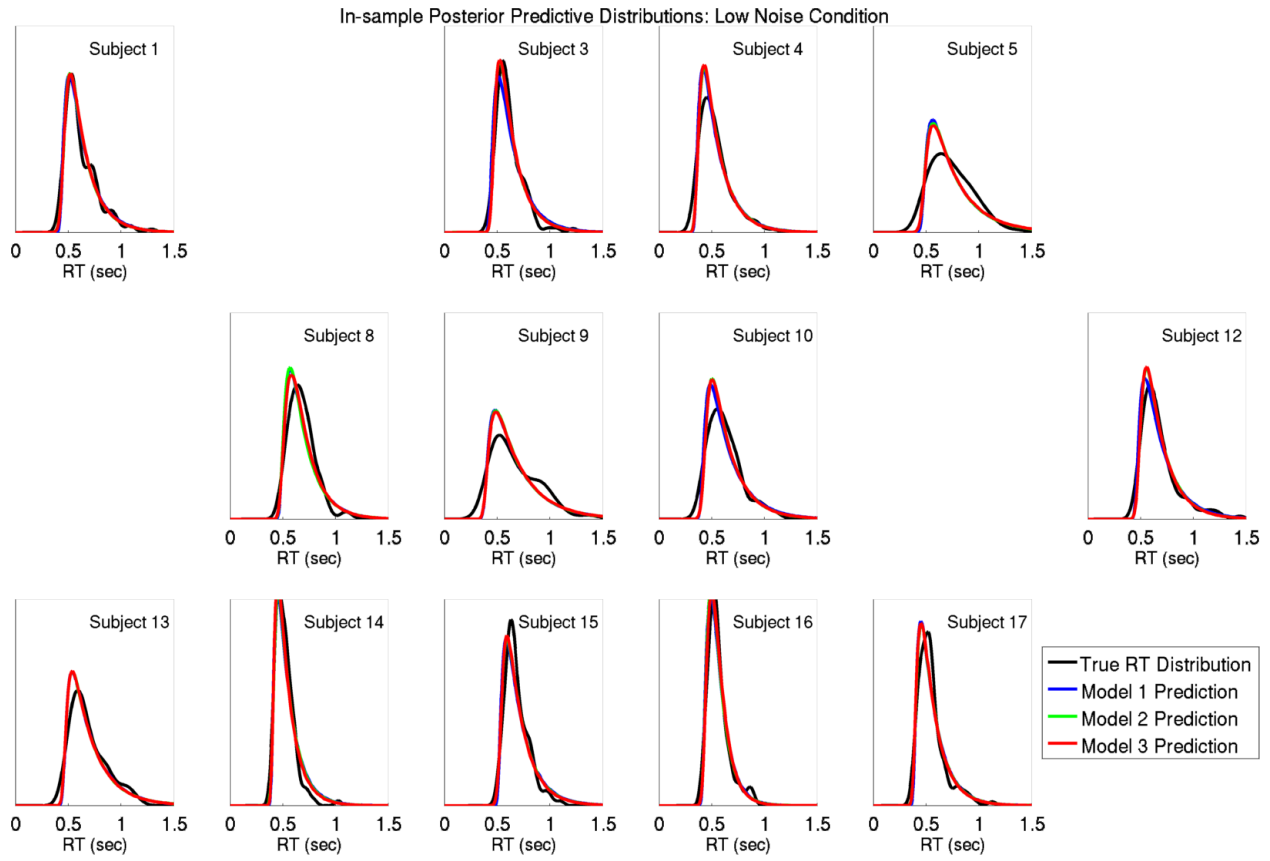 In-sample Posterior Predictive Distributions: Low Noise Condition
Subject 1
0 0.5 1 1.5
RT (sec)
Subject 3
0 0.5 1 1.5
RT (sec)
Subject 4
0 0.5 1 1.5
RT (sec)
Subject 5
0 0.5 1 1.5
RT (sec)
Subject 8
0 0.5 1 1.5
RT (sec)
Subject 9
0 0.5 1 1.5
RT (sec)
Subject 10
0 0.5 1 1.5
RT (sec)
Subject 12
0 0.5 1 1.5
RT (sec)
Subject 13
0 0.5 1 1.5
RT (sec)
Subject 14
0 0.5 1 1.5
RT (sec)
Subject 15
0 0.5 1 1.5
RT (sec)
Subject 16
0 0.5 1 1.5
RT (sec)
Subject 17
0 0.5 1 1.5
RT (sec)
True RT Distribution
Model 1 Prediction
Model 2 Prediction
Model 3 Prediction